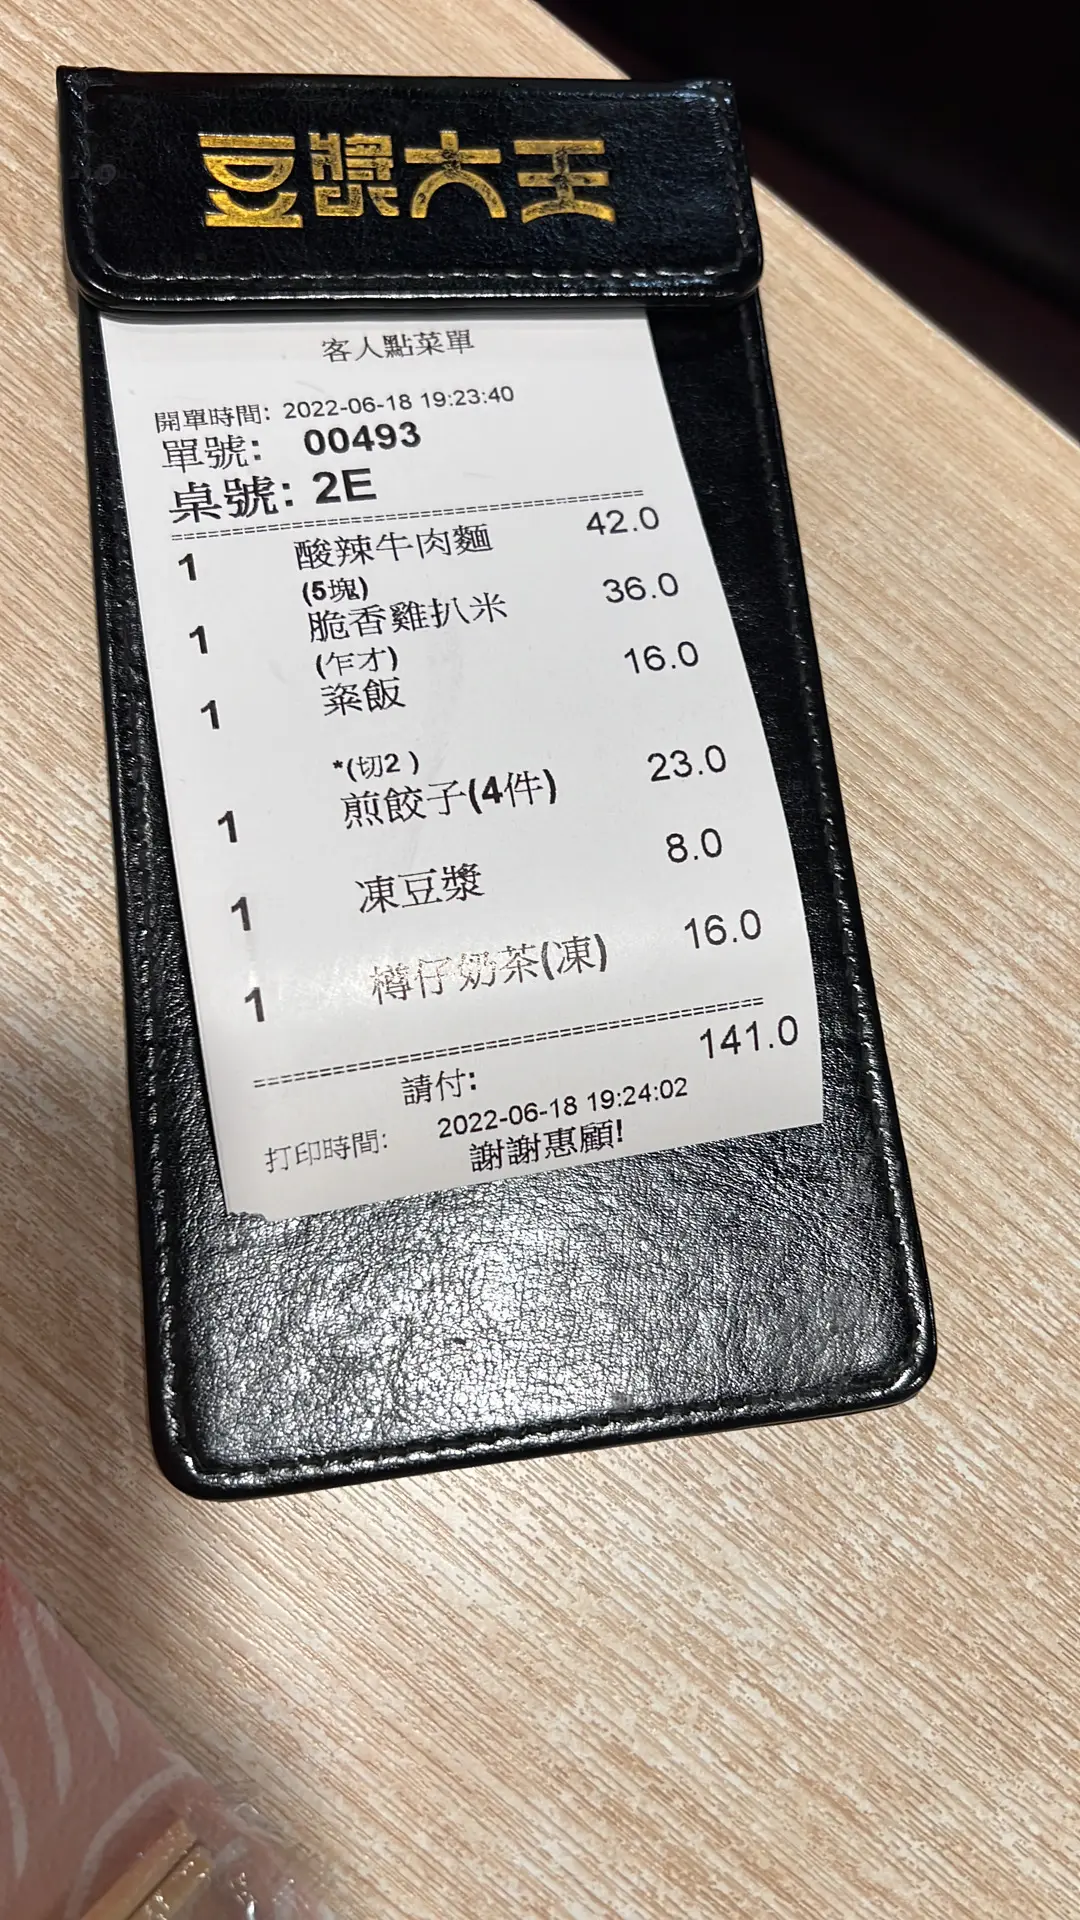 豆漿大王
客人點菜單
開單時間: 2022-06-18 19:23:40
單號: 00493
桌號: 2E
1 酸辣牛肉麵 42.0
(5塊)
1 脆香雞扒米 36.0
(乍才)
1 粢飯 16.0
*(切2 )
1 煎餃子(4件) 23.0
1 凍豆漿 8.0
1 樽仔奶茶(凍) 16.0
請付: 141.0
打印時間: 2022-06-18 19:24:02
謝謝惠顧!